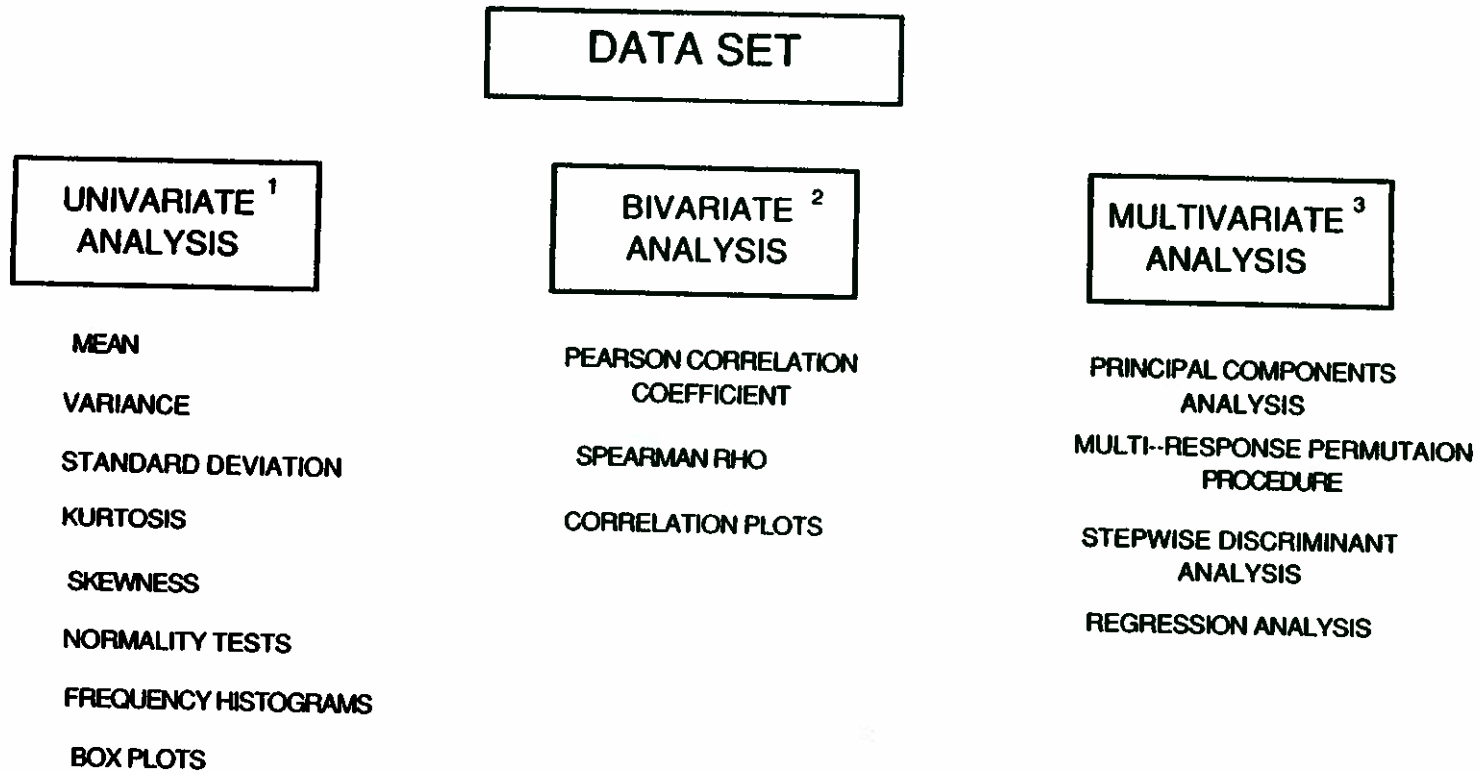 DATA SET
UNIVARIATE 1
ANALYSIS
MEAN
VARIANCE
STANDARD DEVIATION
KURTOSIS
SKEWNESS
NORMALITY TESTS
FREQUENCY HISTOGRAMS
BOX PLOTS
BIVARIATE 2
ANALYSIS
PEARSON CORRELATION
COEFFICIENT
SPEARMAN RHO
CORRELATION PLOTS
MULTIVARIATE 3
ANALYSIS
PRINCIPAL COMPONENTS
ANALYSIS
MULTI--RESPONSE PERMUTAION
PROCEDURE
STEPWISE DISCRIMINANT
ANALYSIS
REGRESSION ANALYSIS